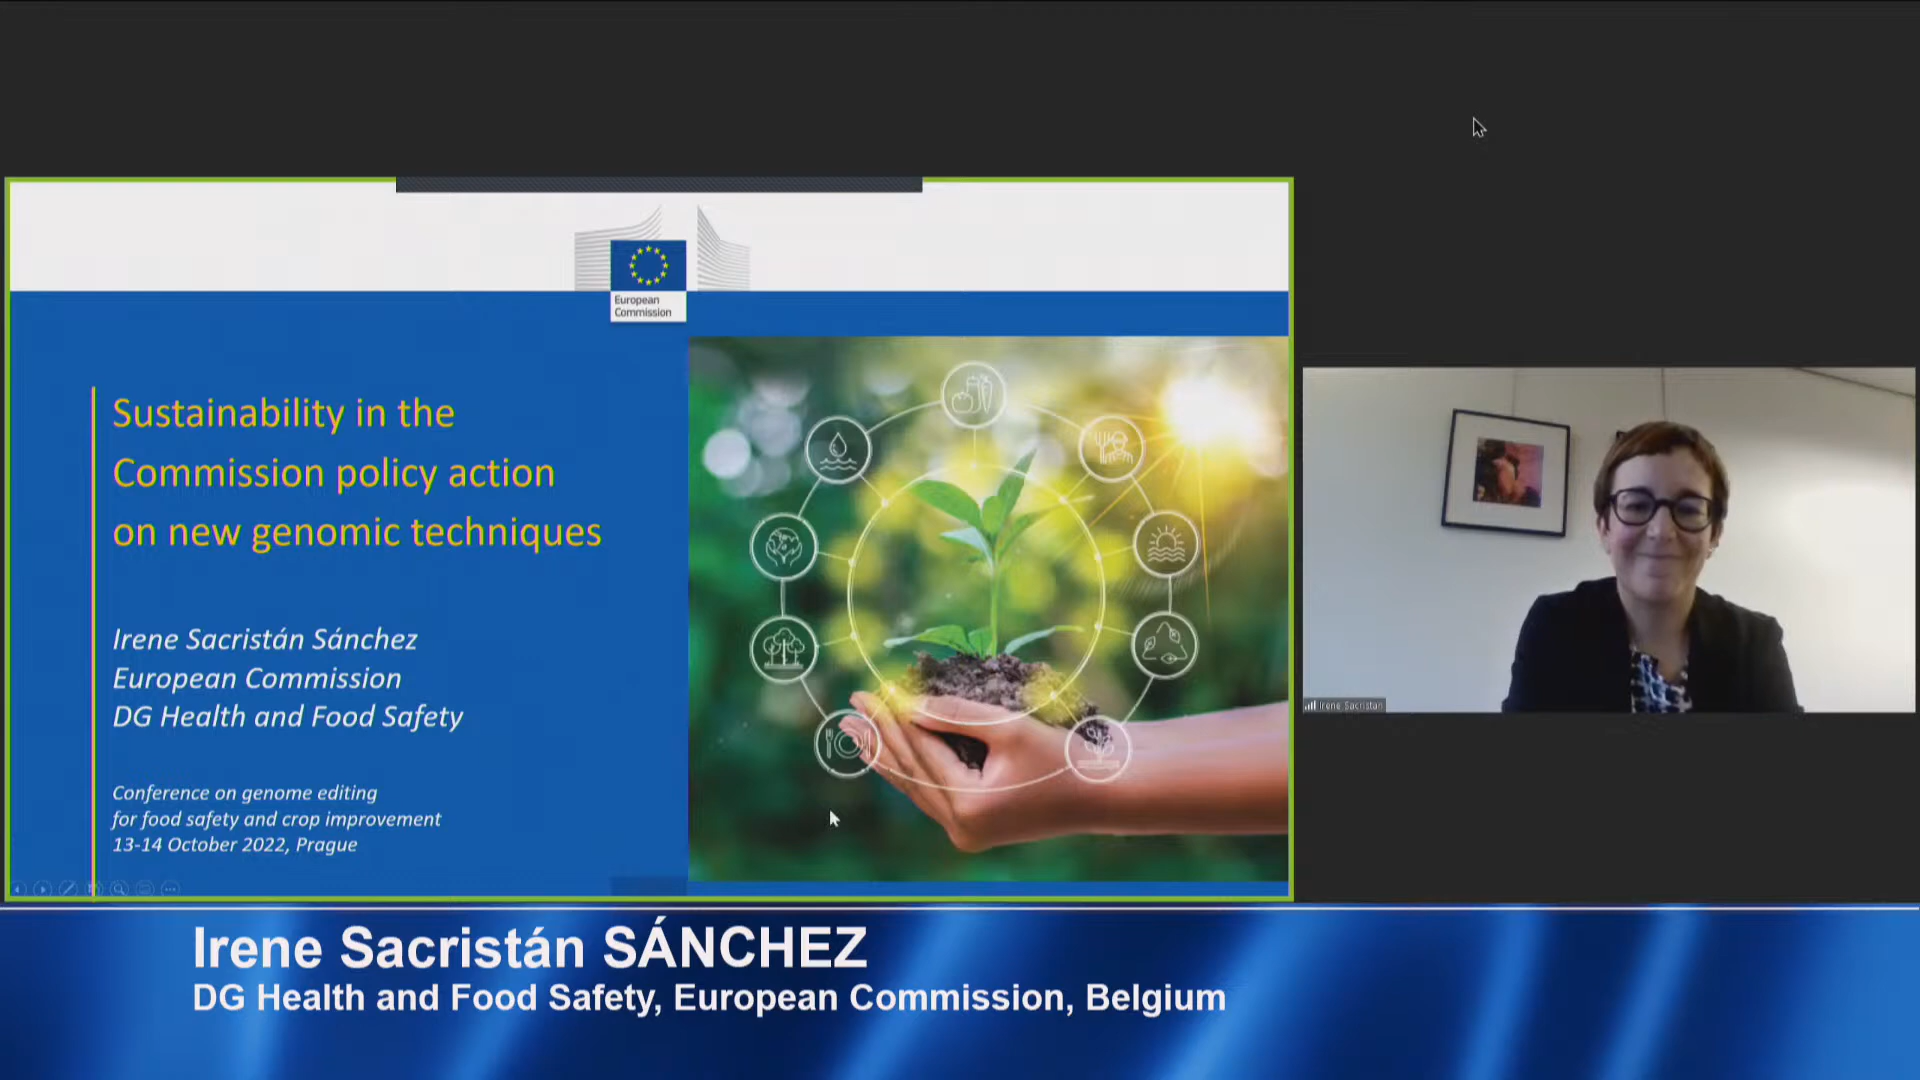 European
Commission
Sustainability in the
Commission policy action
on new genomic techniques
Irene Sacristán Sánchez
European Commission
DG Health and Food Safety
Conference on genome editing
for food safety and crop improvement
13-14 October 2022, Prague
Irene Sacristan
Irene Sacristán SÁNCHEZ
DG Health and Food Safety, European Commission, Belgium